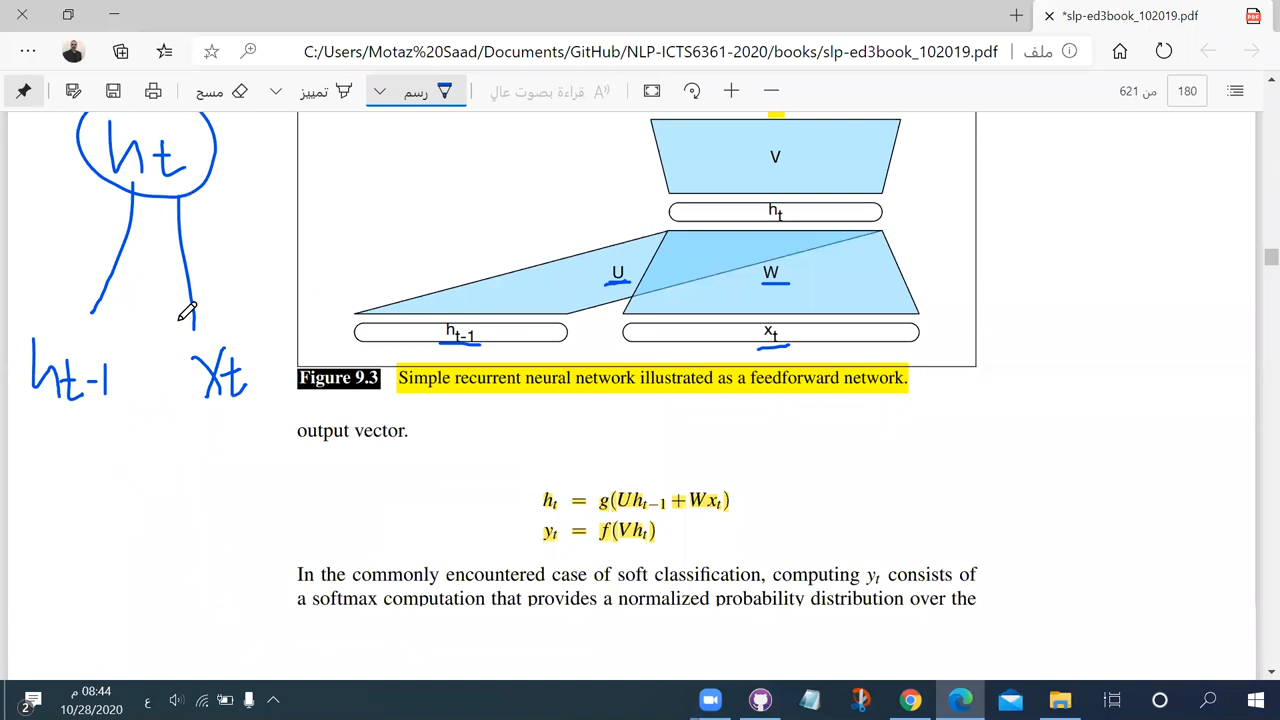 *slp-ed3book_102019.pdf
C:/Users/Motaz%20Saad/Documents/GitHub/NLP-ICTS6361-2020/books/slp-ed3book_102019.pdf
ملف
مسح
تمييز
رسم
قراءة بصوت عالٍ
180
من 621
ht
ht-1 xt
V
ht
U
W
ht-1
xt
Figure 9.3 Simple recurrent neural network illustrated as a feedforward network.
output vector.
ht = g(Uht−1 + Wxt)
yt = f(Vht)
In the commonly encountered case of soft classification, computing yt consists of
a softmax computation that provides a normalized probability distribution over the
2
08:44 م
10/28/2020
ع